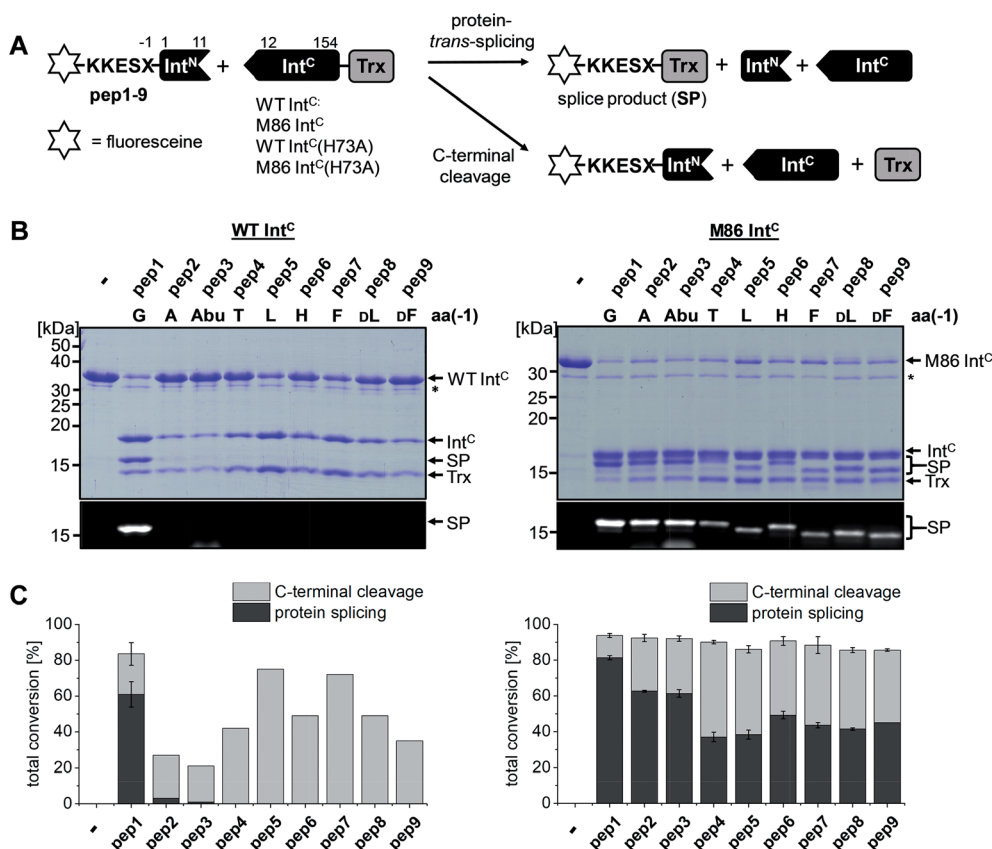 A
-1 1 11 12 154
KKESX IntN + IntC Trx
pep1-9
WT IntC:
M86 IntC
WT IntC(H73A)
M86 IntC(H73A)
= fluoresceine
protein-
trans-splicing
KKESX Trx + IntN + IntC
splice product (SP)
C-terminal
cleavage
KKESX IntN + IntC + Trx
B
WT IntC
- pep1 pep2 pep3 pep4 pep5 pep6 pep7 pep8 pep9
G A Abu T L H F DL DF aa(-1)
[kDa]
50
40
30
25
20
15
WT IntC
*
IntC
SP
Trx
15
SP
M86 IntC
- pep1 pep2 pep3 pep4 pep5 pep6 pep7 pep8 pep9
G A Abu T L H F DL DF aa(-1)
[kDa]
30
20
15
M86 IntC
*
IntC
SP
Trx
15
SP
C
C-terminal cleavage
protein splicing
total conversion [%]
100
80
60
40
20
0
- pep1 pep2 pep3 pep4 pep5 pep6 pep7 pep8 pep9
C-terminal cleavage
protein splicing
total conversion [%]
100
80
60
40
20
0
- pep1 pep2 pep3 pep4 pep5 pep6 pep7 pep8 pep9